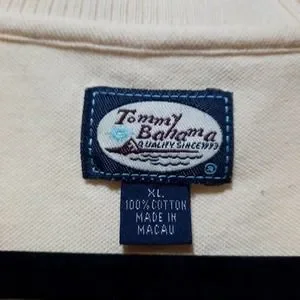 Tommy
Bahama
QUALITY SINCE 1993
®
XL
100% COTTON
MADE IN
MACAU